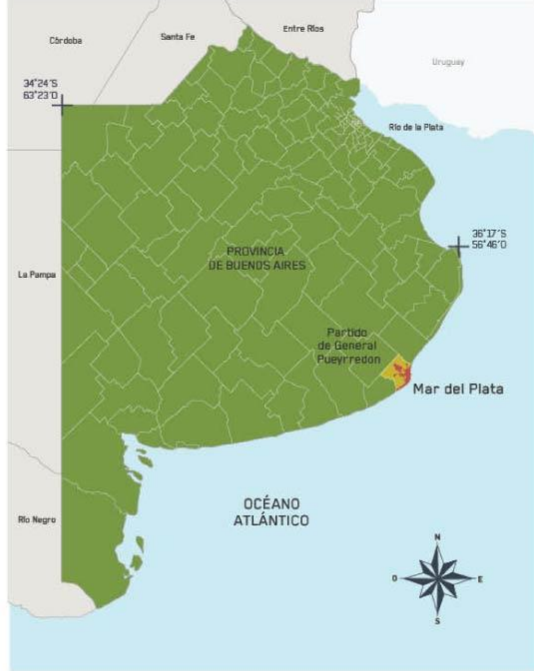 Córdoba
Santa Fe
Entre Ríos
Uruguay
34°24'S
63°23'O
Río de la Plata
36°17'S
56°46'O
PROVINCIA
DE BUENOS AIRES
La Pampa
Partido
de General
Pueyrredon
Mar del Plata
OCÉANO
ATLÁNTICO
Río Negro
N
O
E
S